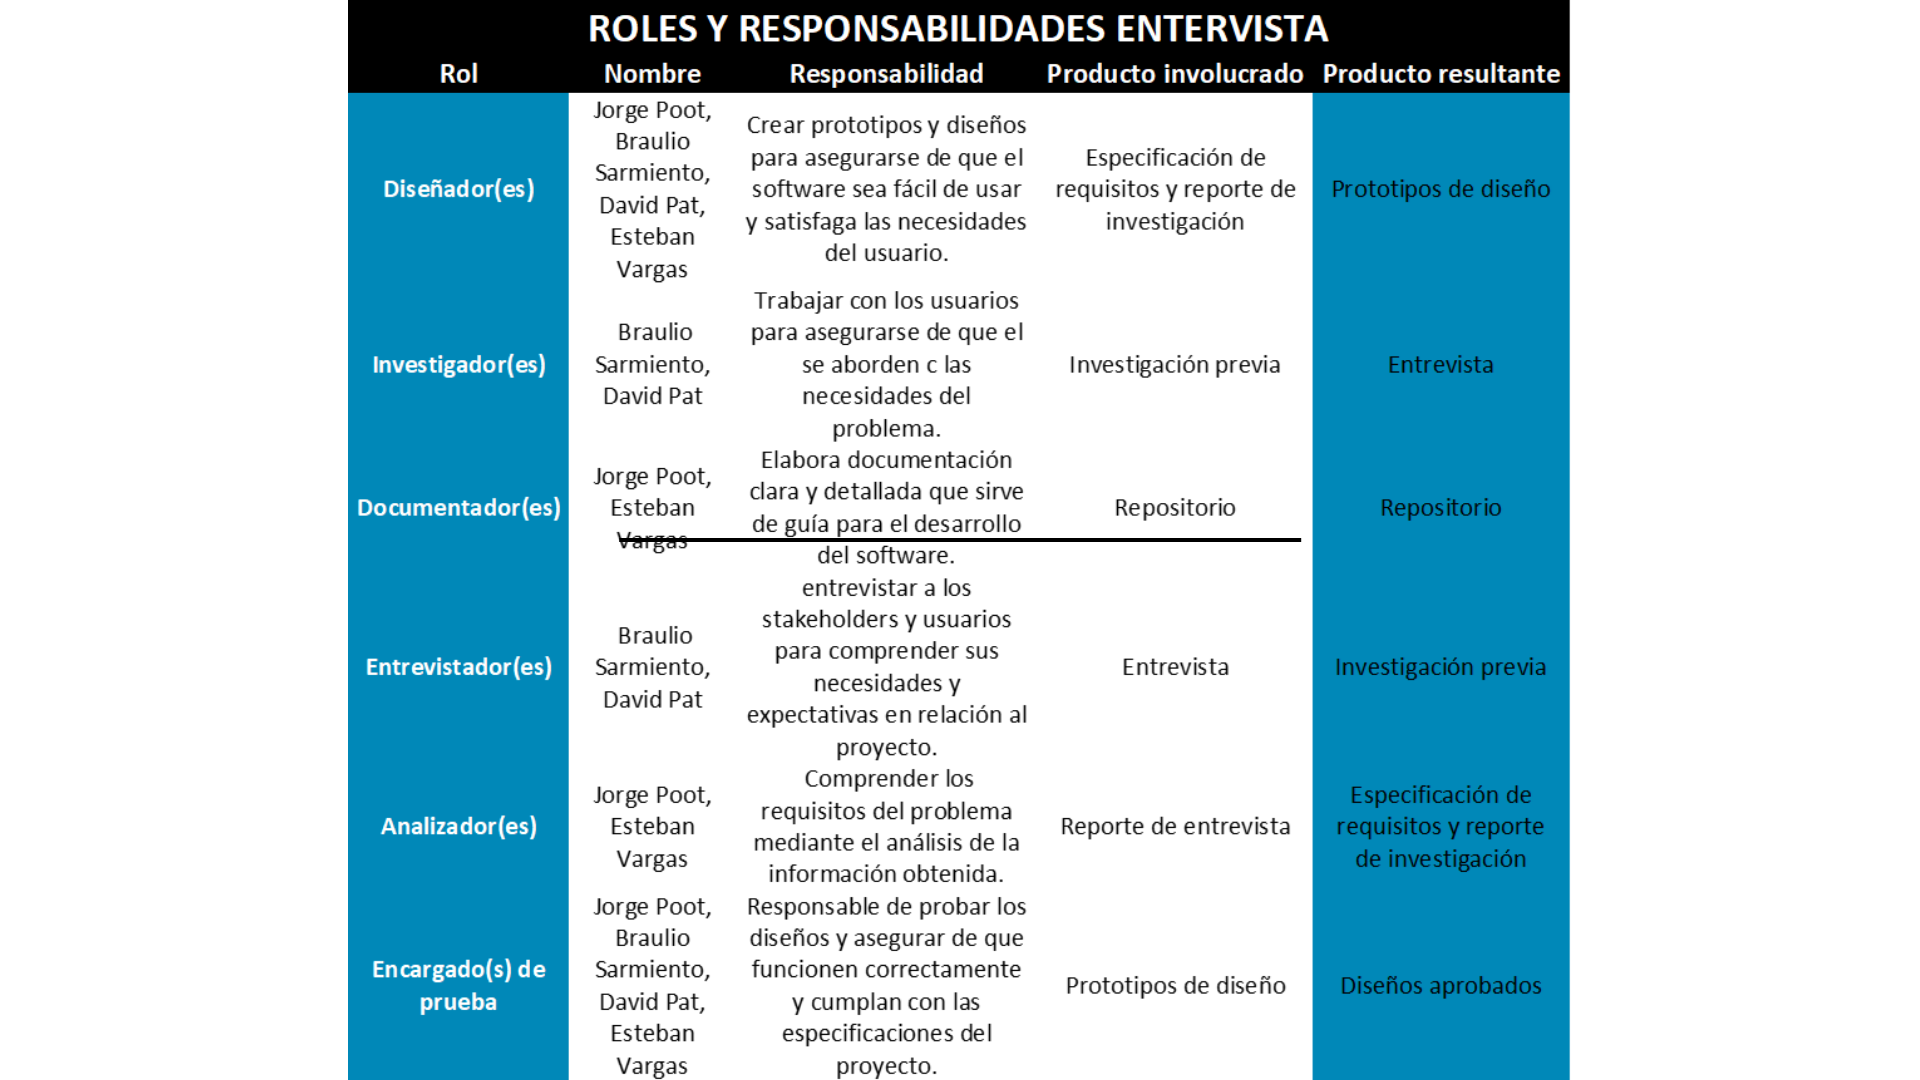 ROLES Y RESPONSABILIDADES ENTERVISTA
Rol
Nombre
Responsabilidad
Producto involucrado
Producto resultante
Diseñador(es)
Jorge Poot,
Braulio
Sarmiento,
David Pat,
Esteban
Vargas
Crear prototipos y diseños
para asegurarse de que el
software sea fácil de usar
y satisfaga las necesidades
del usuario.
Especificación de
requisitos y reporte de
investigación
Prototipos de diseño
Investigador(es)
Braulio
Sarmiento,
David Pat
Trabajar con los usuarios
para asegurarse de que el
se aborden c las
necesidades del
problema.
Investigación previa
Entrevista
Documentador(es)
Jorge Poot,
Esteban
Vargas
Elabora documentación
clara y detallada que sirve
de guía para el desarrollo
del software.
Repositorio
Repositorio
Entrevistador(es)
Braulio
Sarmiento,
David Pat
entrevistar a los
stakeholders y usuarios
para comprender sus
necesidades y
expectativas en relación al
proyecto.
Entrevista
Investigación previa
Analizador(es)
Jorge Poot,
Esteban
Vargas
Comprender los
requisitos del problema
mediante el análisis de la
información obtenida.
Reporte de entrevista
Especificación de
requisitos y reporte
de investigación
Encargado(s) de
prueba
Jorge Poot,
Braulio
Sarmiento,
David Pat,
Esteban
Vargas
Responsable de probar los
diseños y asegurar de que
funcionen correctamente
y cumplan con las
especificaciones del
proyecto.
Prototipos de diseño
Diseños aprobados